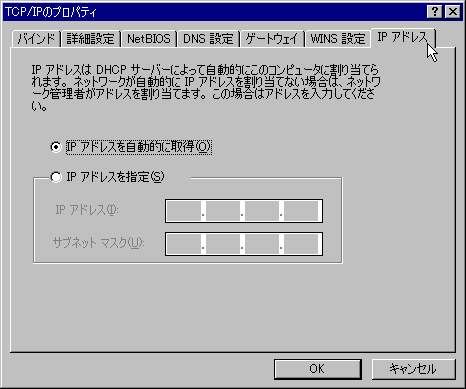 TCP/IPのプロパティ
バインド 詳細設定 NetBIOS DNS 設定 ゲートウェイ WINS 設定 IP アドレス
IP アドレスは DHCP サーバーによって自動的にこのコンピュータに割り当てら
れます。ネットワークが自動的に IP アドレスを割り当てない場合は、ネットワ
ーク管理者がアドレスを割り当てます。この場合はアドレスを入力してくださ
い。
IP アドレスを自動的に取得(O)
IP アドレスを指定(S)
IP アドレス(I):
サブネット マスク(U):
OK キャンセル